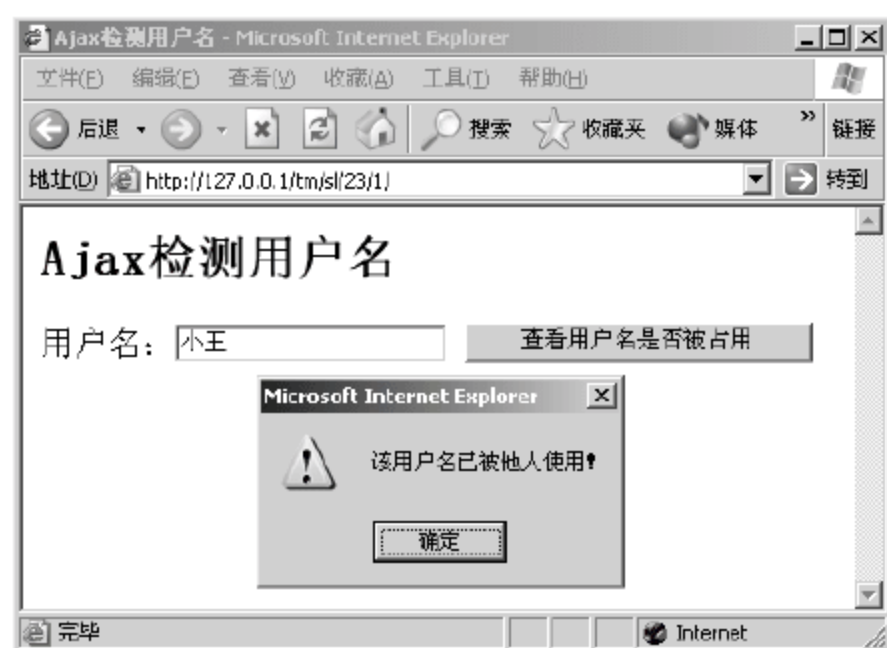 Ajax检测用户名 - Microsoft Internet Explorer
文件(F) 编辑(E) 查看(V) 收藏(A) 工具(T) 帮助(H)
后退 搜索 收藏夹 媒体 » 链接
地址(D) http://127.0.0.1/tm/sl/23/1/ 转到
Ajax检测用户名
用户名: 小王 查看用户名是否被占用
Microsoft Internet Explorer
该用户名已被他人使用!
确定
完毕 Internet